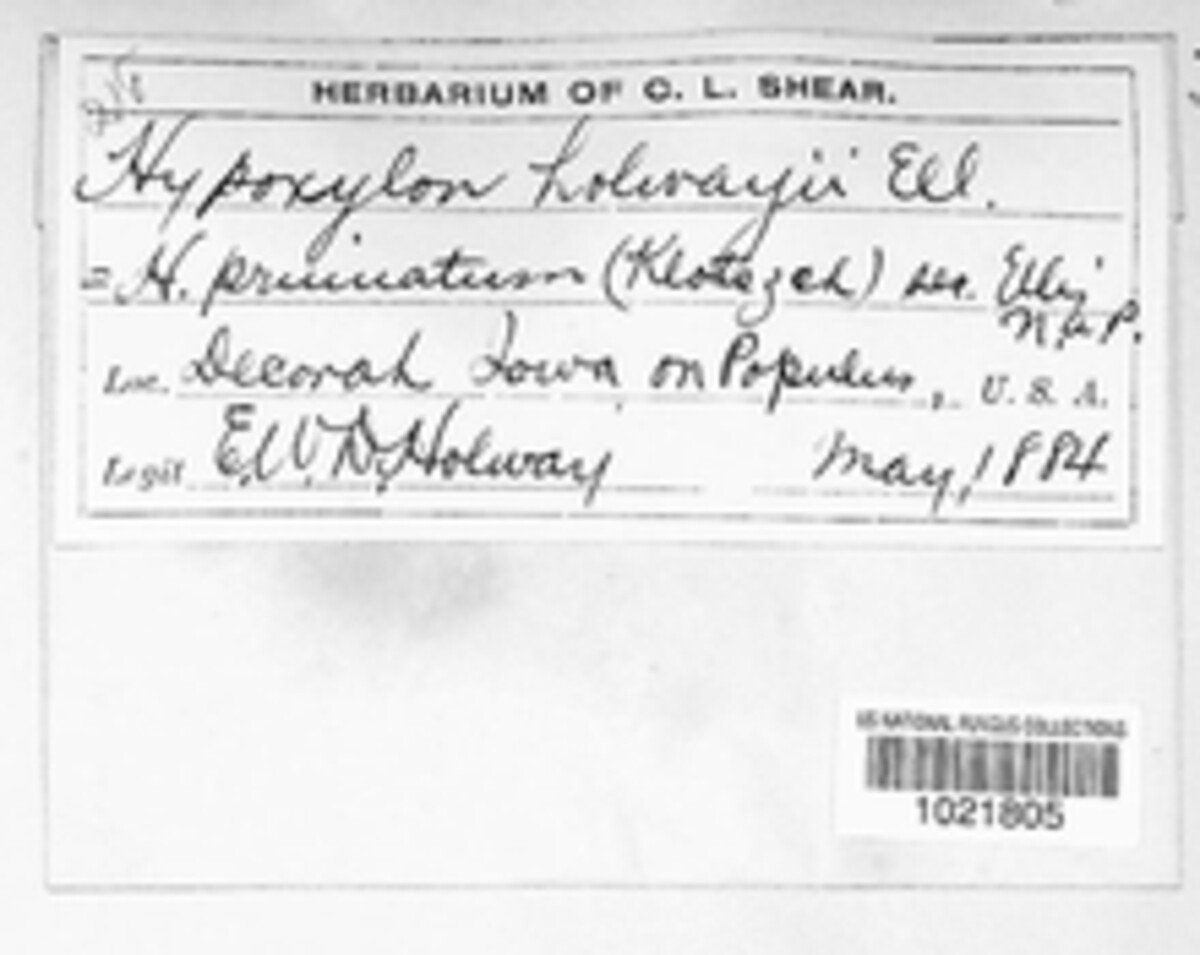 HERBARIUM OF C. L. SHEAR.
Hypoxylon holwayii Ell.
= H. pruinatum (Klotzsch) sec. Ellis
N.A.P.
Loc. Decorah Iowa on Populus, U. S. A.
Legit E.W.D. Holway May, 1884
US NATIONAL FUNGUS COLLECTIONS
1021805